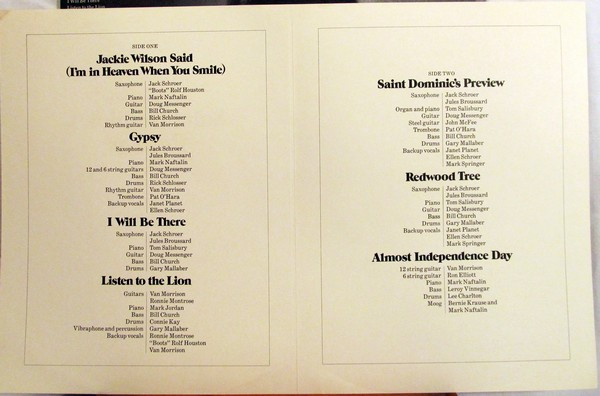 SIDE ONE
Jackie Wilson Said
(I'm in Heaven When You Smile)
Saxophone Jack Schroer
"Boots" Rolf Houston
Piano Mark Naftalin
Guitar Doug Messenger
Bass Bill Church
Drums Rick Schlosser
Rhythm guitar Van Morrison
Gypsy
Saxophone Jack Schroer
Jules Broussard
Piano Mark Naftalin
12 and 6 string guitars Doug Messenger
Bass Bill Church
Drums Rick Schlosser
Rhythm guitar Van Morrison
Trombone Pat O'Hara
Backup vocals Janet Planet
Ellen Schroer
I Will Be There
Saxophone Jack Schroer
Jules Broussard
Piano Tom Salisbury
Guitar Doug Messenger
Bass Bill Church
Drums Gary Mallaber
Listen to the Lion
Guitars Van Morrison
Ronnie Montrose
Piano Mark Jordan
Bass Bill Church
Drums Connie Kay
Vibraphone and percussion Gary Mallaber
Backup vocals Ronnie Montrose
"Boots" Rolf Houston
Van Morrison
SIDE TWO
Saint Dominic's Preview
Saxophone Jack Schroer
Jules Broussard
Organ and piano Tom Salisbury
Guitar Doug Messenger
Steel guitar John McFee
Trombone Pat O'Hara
Bass Bill Church
Drums Gary Mallaber
Backup vocals Janet Planet
Ellen Schroer
Mark Springer
Redwood Tree
Saxophone Jack Schroer
Jules Broussard
Piano Tom Salisbury
Guitar Doug Messenger
Bass Bill Church
Drums Gary Mallaber
Backup vocals Janet Planet
Ellen Schroer
Mark Springer
Almost Independence Day
12 string guitar Van Morrison
6 string guitar Ron Elliott
Piano Mark Naftalin
Bass Leroy Vinnegar
Drums Lee Charlton
Moog Bernie Krause and
Mark Naftalin